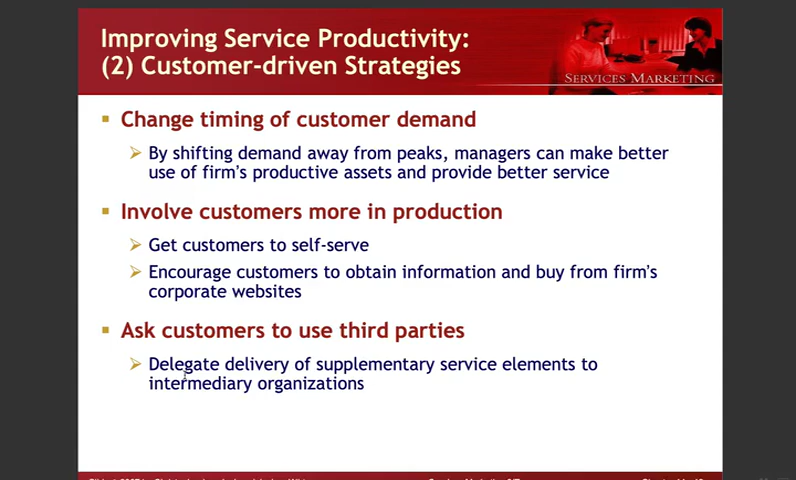 Improving Service Productivity:
(2) Customer-driven Strategies
SERVICES MARKETING
Change timing of customer demand
By shifting demand away from peaks, managers can make better
use of firm's productive assets and provide better service
Involve customers more in production
Get customers to self-serve
Encourage customers to obtain information and buy from firm's
corporate websites
Ask customers to use third parties
Delegate delivery of supplementary service elements to
intermediary organizations